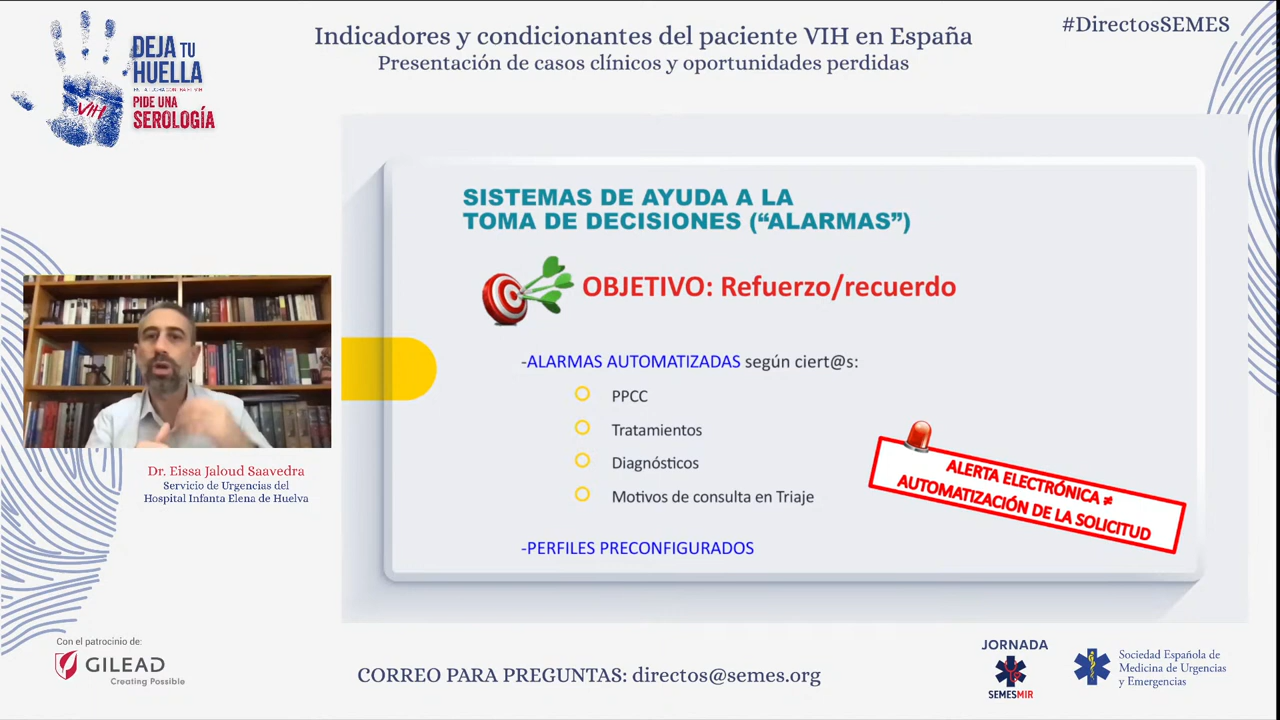 Indicadores y condicionantes del paciente VIH en España
Presentación de casos clínicos y oportunidades perdidas
#DirectosSEMES
DEJA TU
HUELLA
PIDE UNA
SEROLOGÍA
VIH
SISTEMAS DE AYUDA A LA
TOMA DE DECISIONES (“ALARMAS”)
OBJETIVO: Refuerzo/recuerdo
-ALARMAS AUTOMATIZADAS según ciert@s:
PPCC
Tratamientos
Diagnósticos
Motivos de consulta en Triaje
-PERFILES PRECONFIGURADOS
ALERTA ELECTRÓNICA ≠
AUTOMATIZACIÓN DE LA SOLICITUD
Dr. Eissa Jaloud Saavedra
Servicio de Urgencias del
Hospital Infanta Elena de Huelva
Con el patrocinio de:
GILEAD
Creating Possible
CORREO PARA PREGUNTAS: directos@semes.org
JORNADA
SEMESMIR
Sociedad Española de
Medicina de Urgencias
y Emergencias